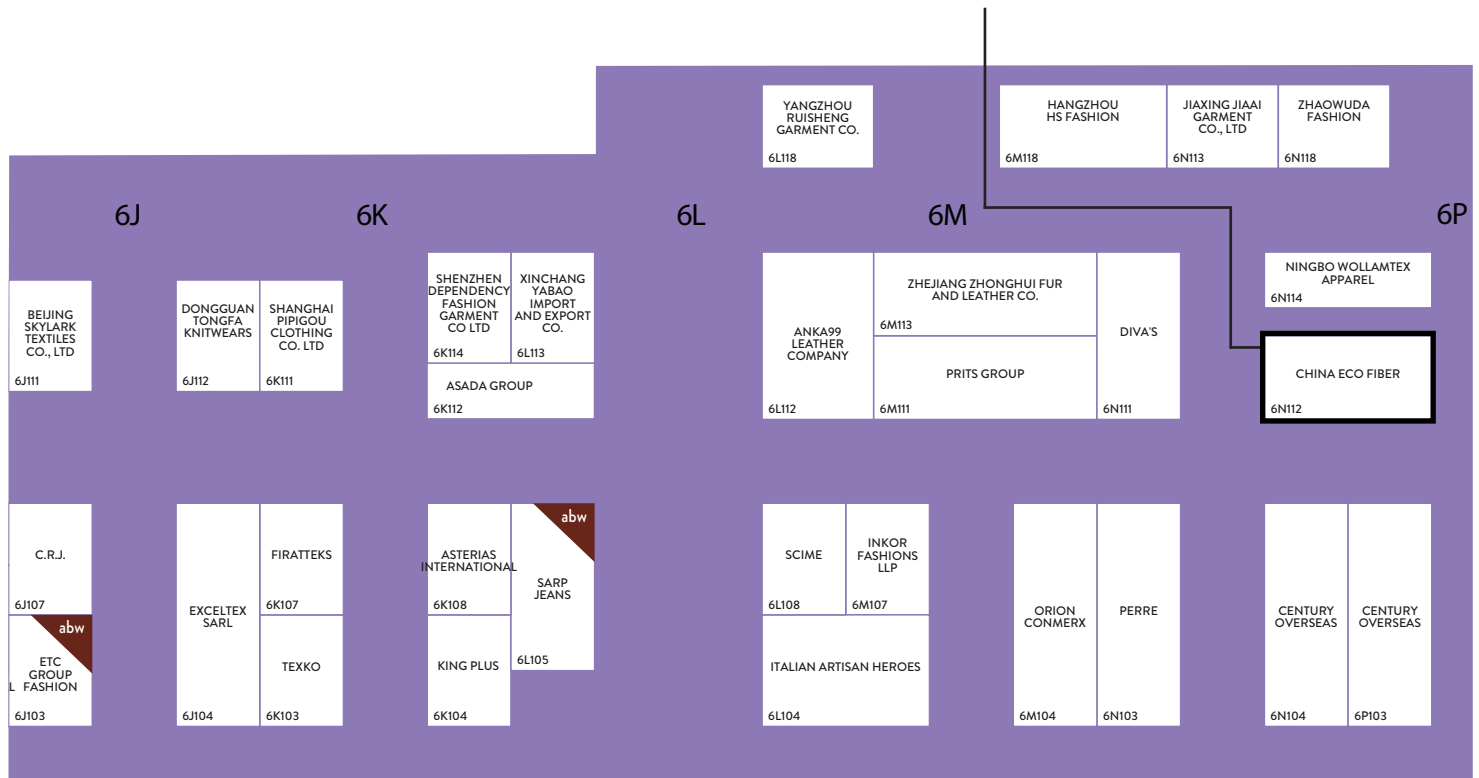 YANGZHOU
RUISHENG
GARMENT CO.
6L118
HANGZHOU
HS FASHION
6M118
JIAXING JIAAI
GARMENT
CO., LTD
6N113
ZHAOWUDA
FASHION
6N118
6J
6K
6L
6M
6P
BEIJING
SKYLARK
TEXTILES
CO., LTD
6J111
DONGGUAN
TONGFA
KNITWEARS
6J112
SHANGHAI
PIPIGOU
CLOTHING
CO. LTD
6K111
SHENZHEN
DEPENDENCY
FASHION
GARMENT
CO LTD
6K114
XINCHANG
YABAO
IMPORT
AND EXPORT
CO.
6L113
ASADA GROUP
6K112
ANKA99
LEATHER
COMPANY
6L112
ZHEJIANG ZHONGHUI FUR
AND LEATHER CO.
6M113
PRITS GROUP
6M111
DIVA'S
6N111
NINGBO WOLLAMTEX
APPAREL
6N114
CHINA ECO FIBER
6N112
C.R.J.
6J107
abw
ETC
GROUP
L FASHION
6J103
EXCELTEX
SARL
6J104
FIRATTEKS
6K107
TEXKO
6K103
ASTERIAS
INTERNATIONAL
6K108
KING PLUS
6K104
abw
SARP
JEANS
6L105
SCIME
6L108
INKOR
FASHIONS
LLP
6M107
ITALIAN ARTISAN HEROES
6L104
ORION
CONMERX
6M104
PERRE
6N103
CENTURY
OVERSEAS
6N104
CENTURY
OVERSEAS
6P103